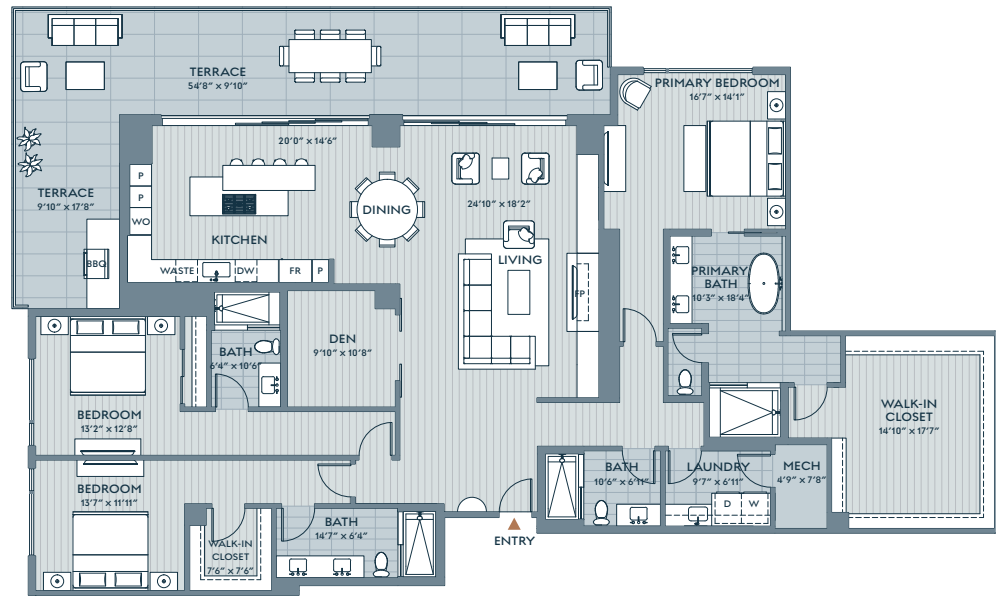 TERRACE
54'8" x 9'10"
PRIMARY BEDROOM
16'7" x 14'1"
20'0" x 14'6"
P
P
WO
TERRACE
9'10" x 17'8"
DINING
24'10" x 18'2"
KITCHEN
LIVING
BBQ
WASTE
DW
FR
P
FP
PRIMARY
BATH
10'3" x 18'4"
DEN
9'10" x 10'8"
BATH
6'4" x 10'6"
BEDROOM
13'2" x 12'8"
WALK-IN
CLOSET
14'10" x 17'7"
BATH
10'6" x 6'11"
LAUNDRY
9'7" x 6'11"
MECH
4'9" x 7'8"
D
W
BEDROOM
13'7" x 11'11"
BATH
14'7" x 6'4"
WALK-IN
CLOSET
7'6" x 7'6"
ENTRY